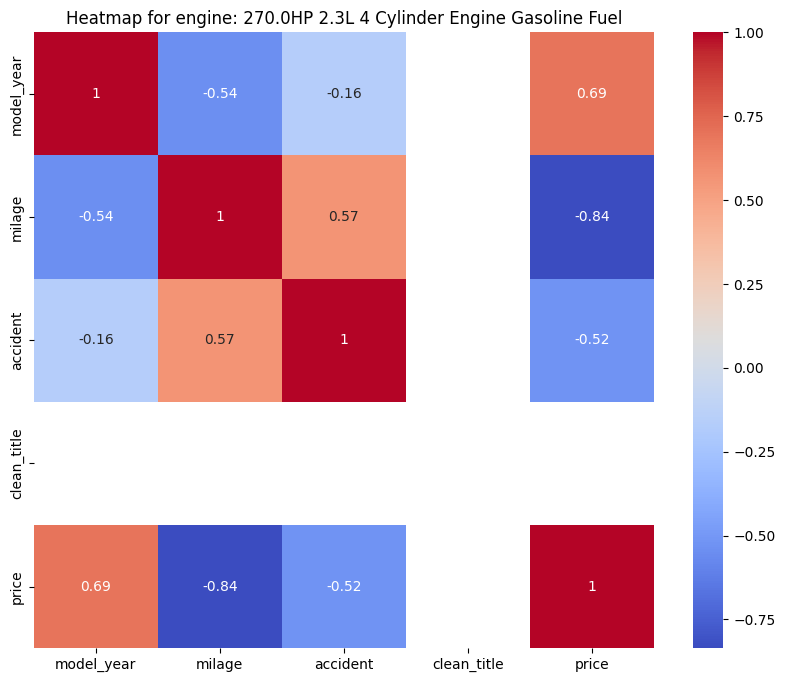 Heatmap for engine: 270.0HP 2.3L 4 Cylinder Engine Gasoline Fuel
model_year
1
-0.54
-0.16
0.69
milage
-0.54
1
0.57
-0.84
accident
-0.16
0.57
1
-0.52
clean_title
price
0.69
-0.84
-0.52
1
model_year
milage
accident
clean_title
price
1.00
0.75
0.50
0.25
0.00
−0.25
−0.50
−0.75